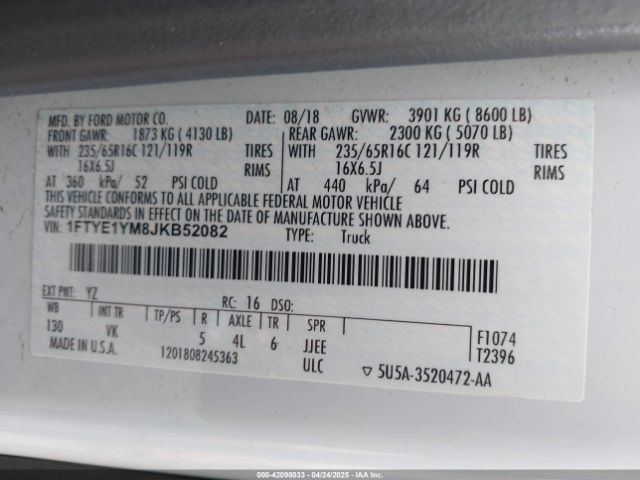 MFD. BY FORD MOTOR CO. DATE: 08/18 GVWR: 3901 KG ( 8600 LB)
FRONT GAWR: 1873 KG ( 4130 LB) REAR GAWR: 2300 KG ( 5070 LB)
WITH 235/65R16C 121/119R TIRES WITH 235/65R16C 121/119R TIRES
16X6.5J RIMS 16X6.5J RIMS
AT 360 kPa/ 52 PSI COLD AT 440 kPa/ 64 PSI COLD
THIS VEHICLE CONFORMS TO ALL APPLICABLE FEDERAL MOTOR VEHICLE
SAFETY STANDARDS IN EFFECT ON THE DATE OF MANUFACTURE SHOWN ABOVE.
VIN: 1FTYE1YM8JKB52082 TYPE: Truck
EXT PNT: YZ RC: 16 DSO:
WB INT TR TP/PS R AXLE TR SPR F1074
130 VK 5 4L 6 JJEE T2396
MADE IN U.S.A. 1201808245363 ULC ▽ 5U5A-3520472-AA
000-42098033 - 04/24/2025 - IAAI, Inc.